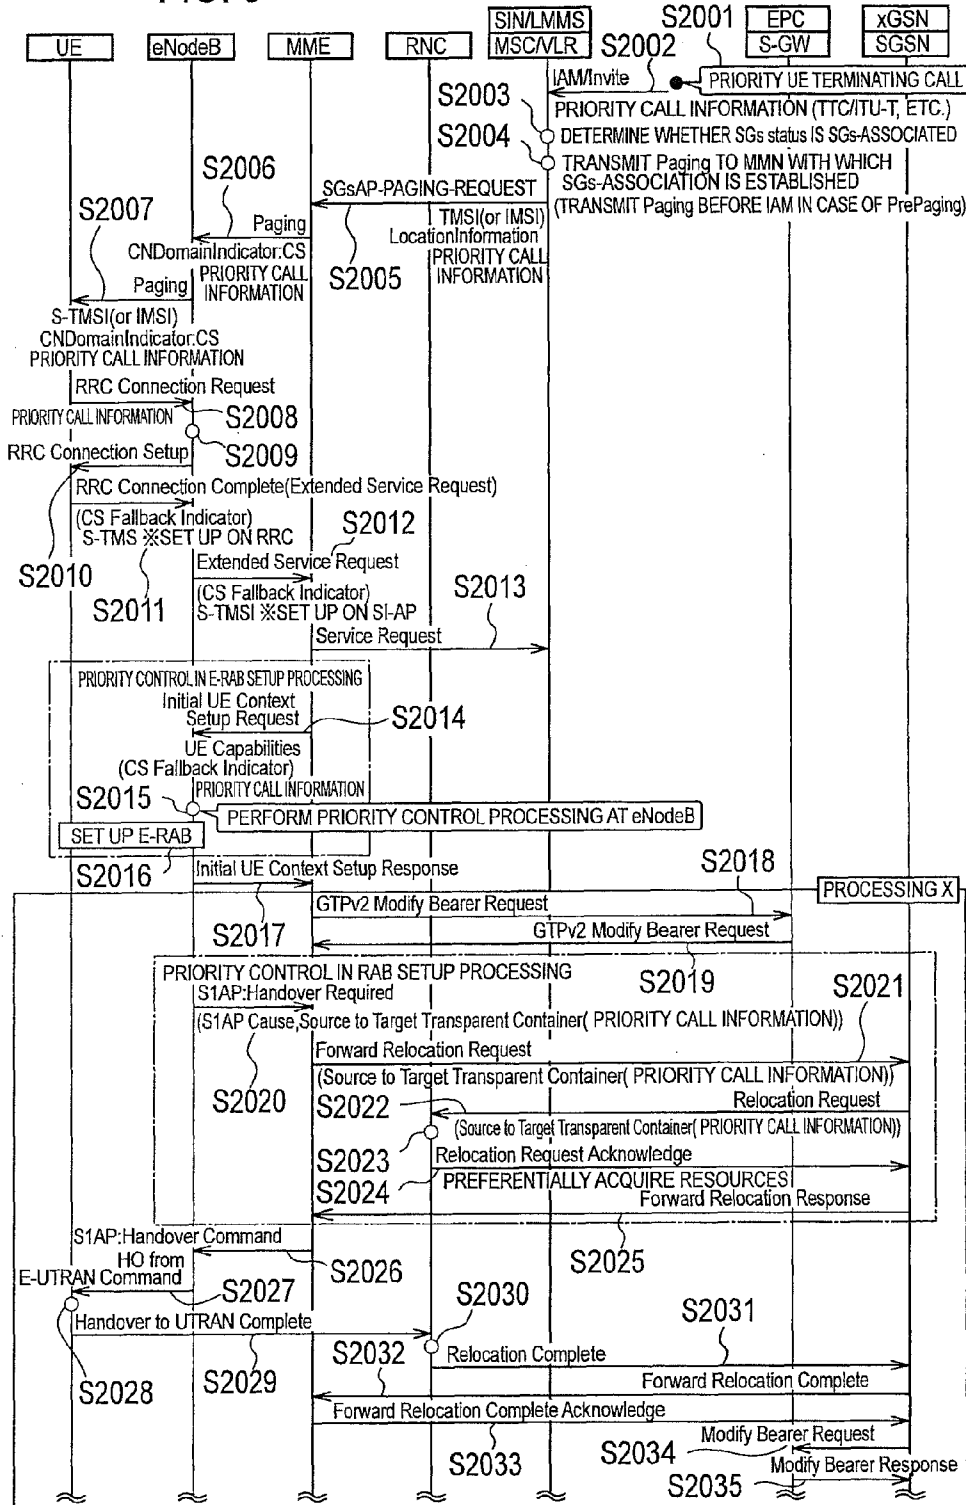 UE
eNodeB
MME
RNC
SIN/LMMS
MSC/VLR
EPC
S-GW
xGSN
SGSN
S2001
S2002
PRIORITY UE TERMINATING CALL
IAM/Invite
PRIORITY CALL INFORMATION (TTC/ITU-T, ETC.)
S2003
DETERMINE WHETHER SGs status IS SGs-ASSOCIATED
S2004
TRANSMIT Paging TO MMN WITH WHICH
SGs-ASSOCIATION IS ESTABLISHED
(TRANSMIT Paging BEFORE IAM IN CASE OF PrePaging)
SGsAP-PAGING-REQUEST
TMSI(or IMSI)
LocationInformation
PRIORITY CALL
INFORMATION
S2005
S2006
Paging
CNDomainIndicator:CS
PRIORITY CALL
INFORMATION
S2007
Paging
S-TMSI(or IMSI)
CNDomainIndicator:CS
PRIORITY CALL INFORMATION
RRC Connection Request
PRIORITY CALL INFORMATION
S2008
S2009
RRC Connection Setup
RRC Connection Complete(Extended Service Request)
(CS Fallback Indicator)
S-TMS ※SET UP ON RRC
S2010
S2011
S2012
Extended Service Request
(CS Fallback Indicator)
S-TMSI ※SET UP ON SI-AP
S2013
Service Request
PRIORITY CONTROL IN E-RAB SETUP PROCESSING
Initial UE Context
Setup Request
S2014
UE Capabilities
(CS Fallback Indicator)
PRIORITY CALL INFORMATION
S2015
PERFORM PRIORITY CONTROL PROCESSING AT eNodeB
SET UP E-RAB
S2016
Initial UE Context Setup Response
S2017
S2018
PROCESSING X
GTPv2 Modify Bearer Request
GTPv2 Modify Bearer Request
S2019
PRIORITY CONTROL IN RAB SETUP PROCESSING
S1AP:Handover Required
(S1AP Cause,Source to Target Transparent Container( PRIORITY CALL INFORMATION))
S2020
S2021
Forward Relocation Request
(Source to Target Transparent Container( PRIORITY CALL INFORMATION))
S2022
Relocation Request
(Source to Target Transparent Container( PRIORITY CALL INFORMATION))
S2023
Relocation Request Acknowledge
S2024
PREFERENTIALLY ACQUIRE RESOURCES
Forward Relocation Response
S2025
S1AP:Handover Command
S2026
HO from
E-UTRAN Command
S2027
S2028
Handover to UTRAN Complete
S2029
S2030
S2031
Relocation Complete
S2032
Forward Relocation Complete
Forward Relocation Complete Acknowledge
S2033
Modify Bearer Request
S2034
Modify Bearer Response
S2035